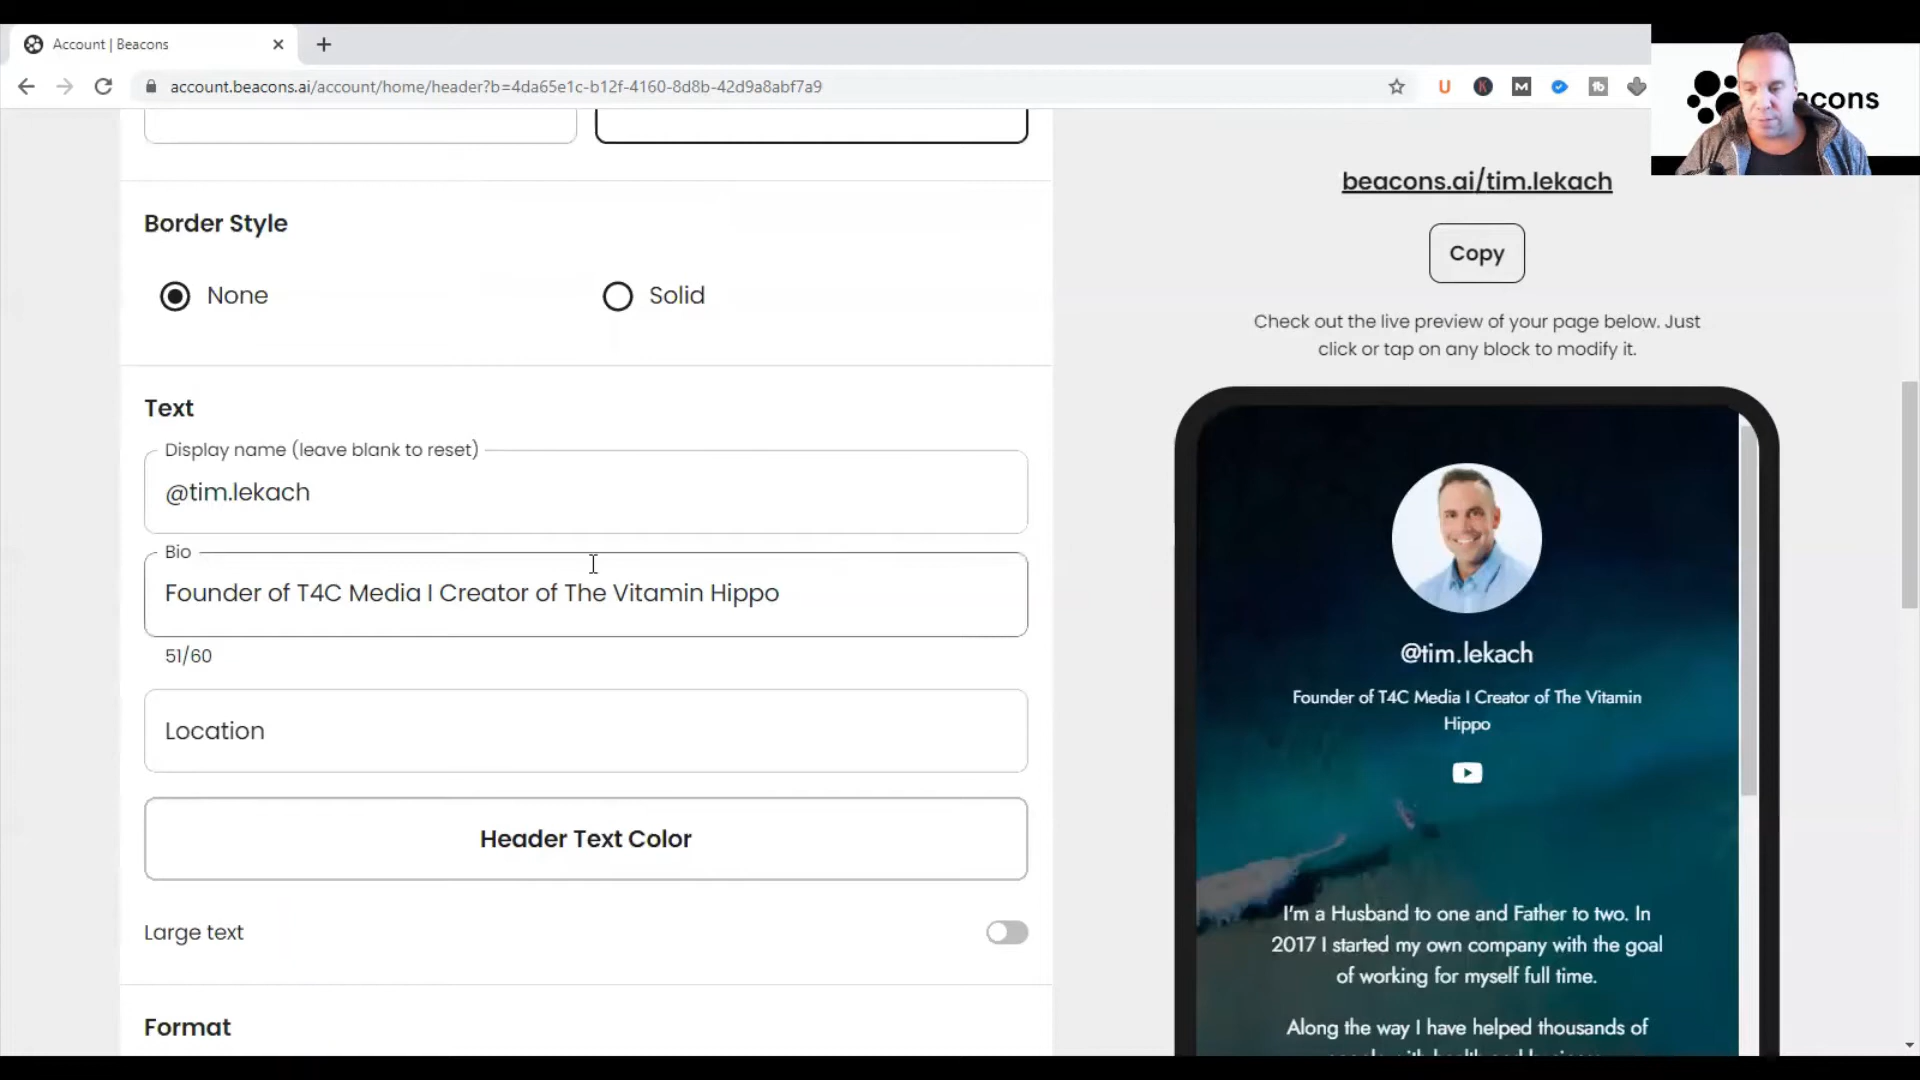 Account | Beacons
account.beacons.ai/account/home/header?b=4da65e1c-b12f-4160-8d8b-42d9a8abf7a9
U
M
tb
acons
beacons.ai/tim.lekach
Copy
Check out the live preview of your page below. Just
click or tap on any block to modify it.
Border Style
None
Solid
Text
Display name (leave blank to reset)
@tim.lekach
Bio
Founder of T4C Media I Creator of The Vitamin Hippo
51/60
Location
Header Text Color
Large text
Format
@tim.lekach
Founder of T4C Media I Creator of The Vitamin
Hippo
I'm a Husband to one and Father to two. In
2017 I started my own company with the goal
of working for myself full time.
Along the way I have helped thousands of